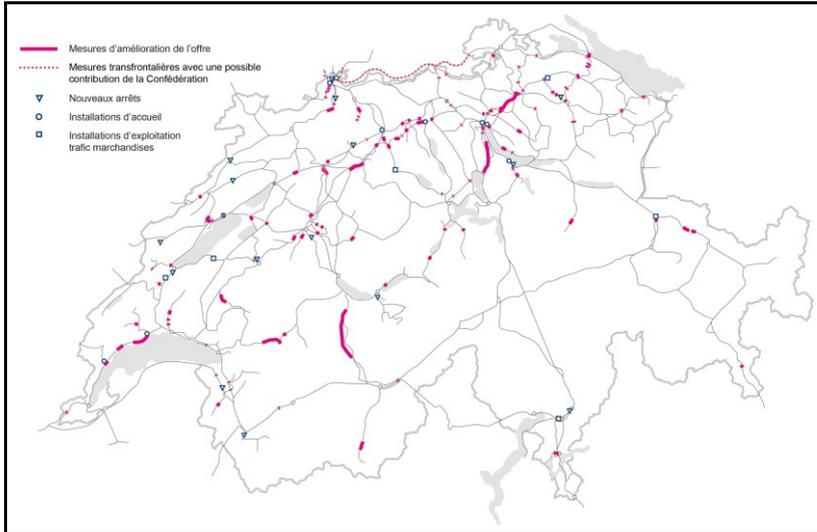 Mesures d'amélioration de l'offre
Mesures transfrontalières avec une possible
contribution de la Confédération
Nouveaux arrêts
Installations d'accueil
Installations d'exploitation
trafic marchandises